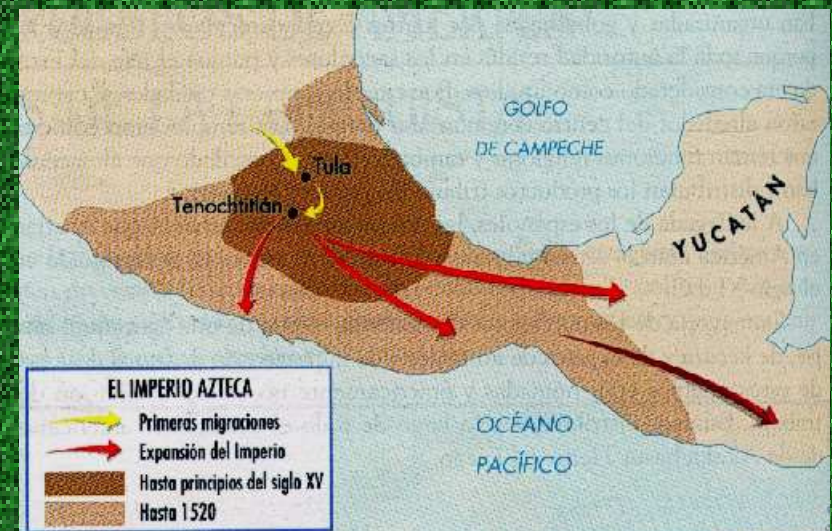 GOLFO
DE CAMPECHE
Tula
Tenochtitlán
YUCATÁN
EL IMPERIO AZTECA
Primeras migraciones
Expansión del Imperio
Hasta principios del siglo XV
Hasta 1520
OCÉANO
PACÍFICO